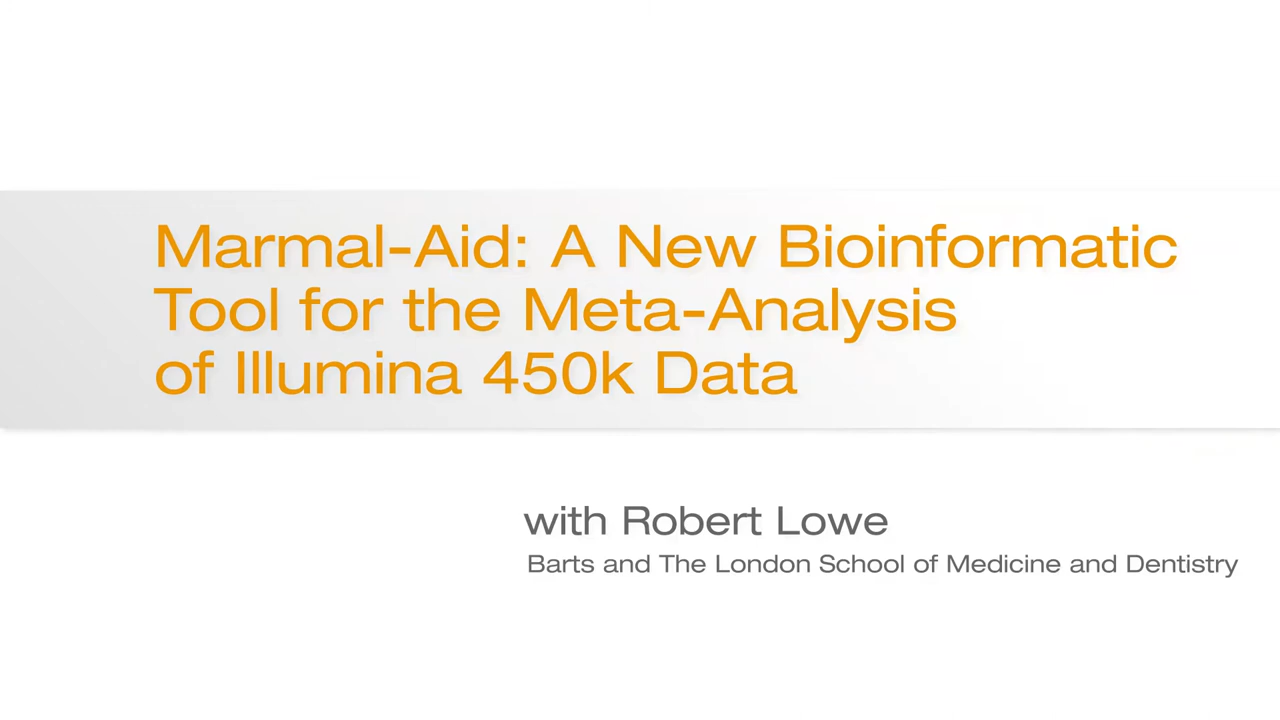 Marmal-Aid: A New Bioinformatic
Tool for the Meta-Analysis
of Illumina 450k Data
with Robert Lowe
Barts and The London School of Medicine and Dentistry